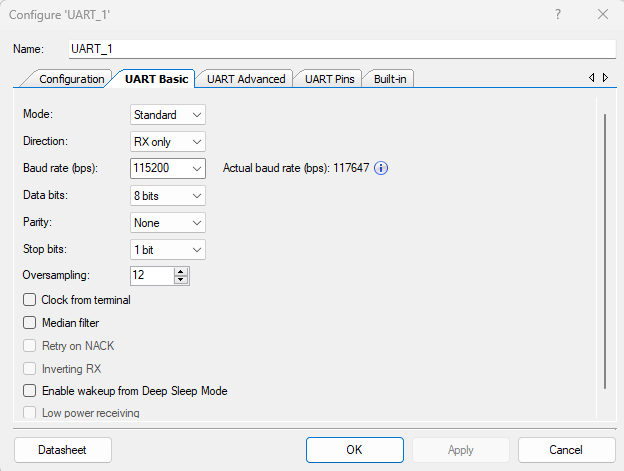 Configure 'UART_1'
Name: UART_1
Configuration UART Basic UART Advanced UART Pins Built-in
Mode: Standard
Direction: RX only
Baud rate (bps): 115200 Actual baud rate (bps): 117647
Data bits: 8 bits
Parity: None
Stop bits: 1 bit
Oversampling: 12
Clock from terminal
Median filter
Retry on NACK
Inverting RX
Enable wakeup from Deep Sleep Mode
Low power receiving
Datasheet OK Apply Cancel